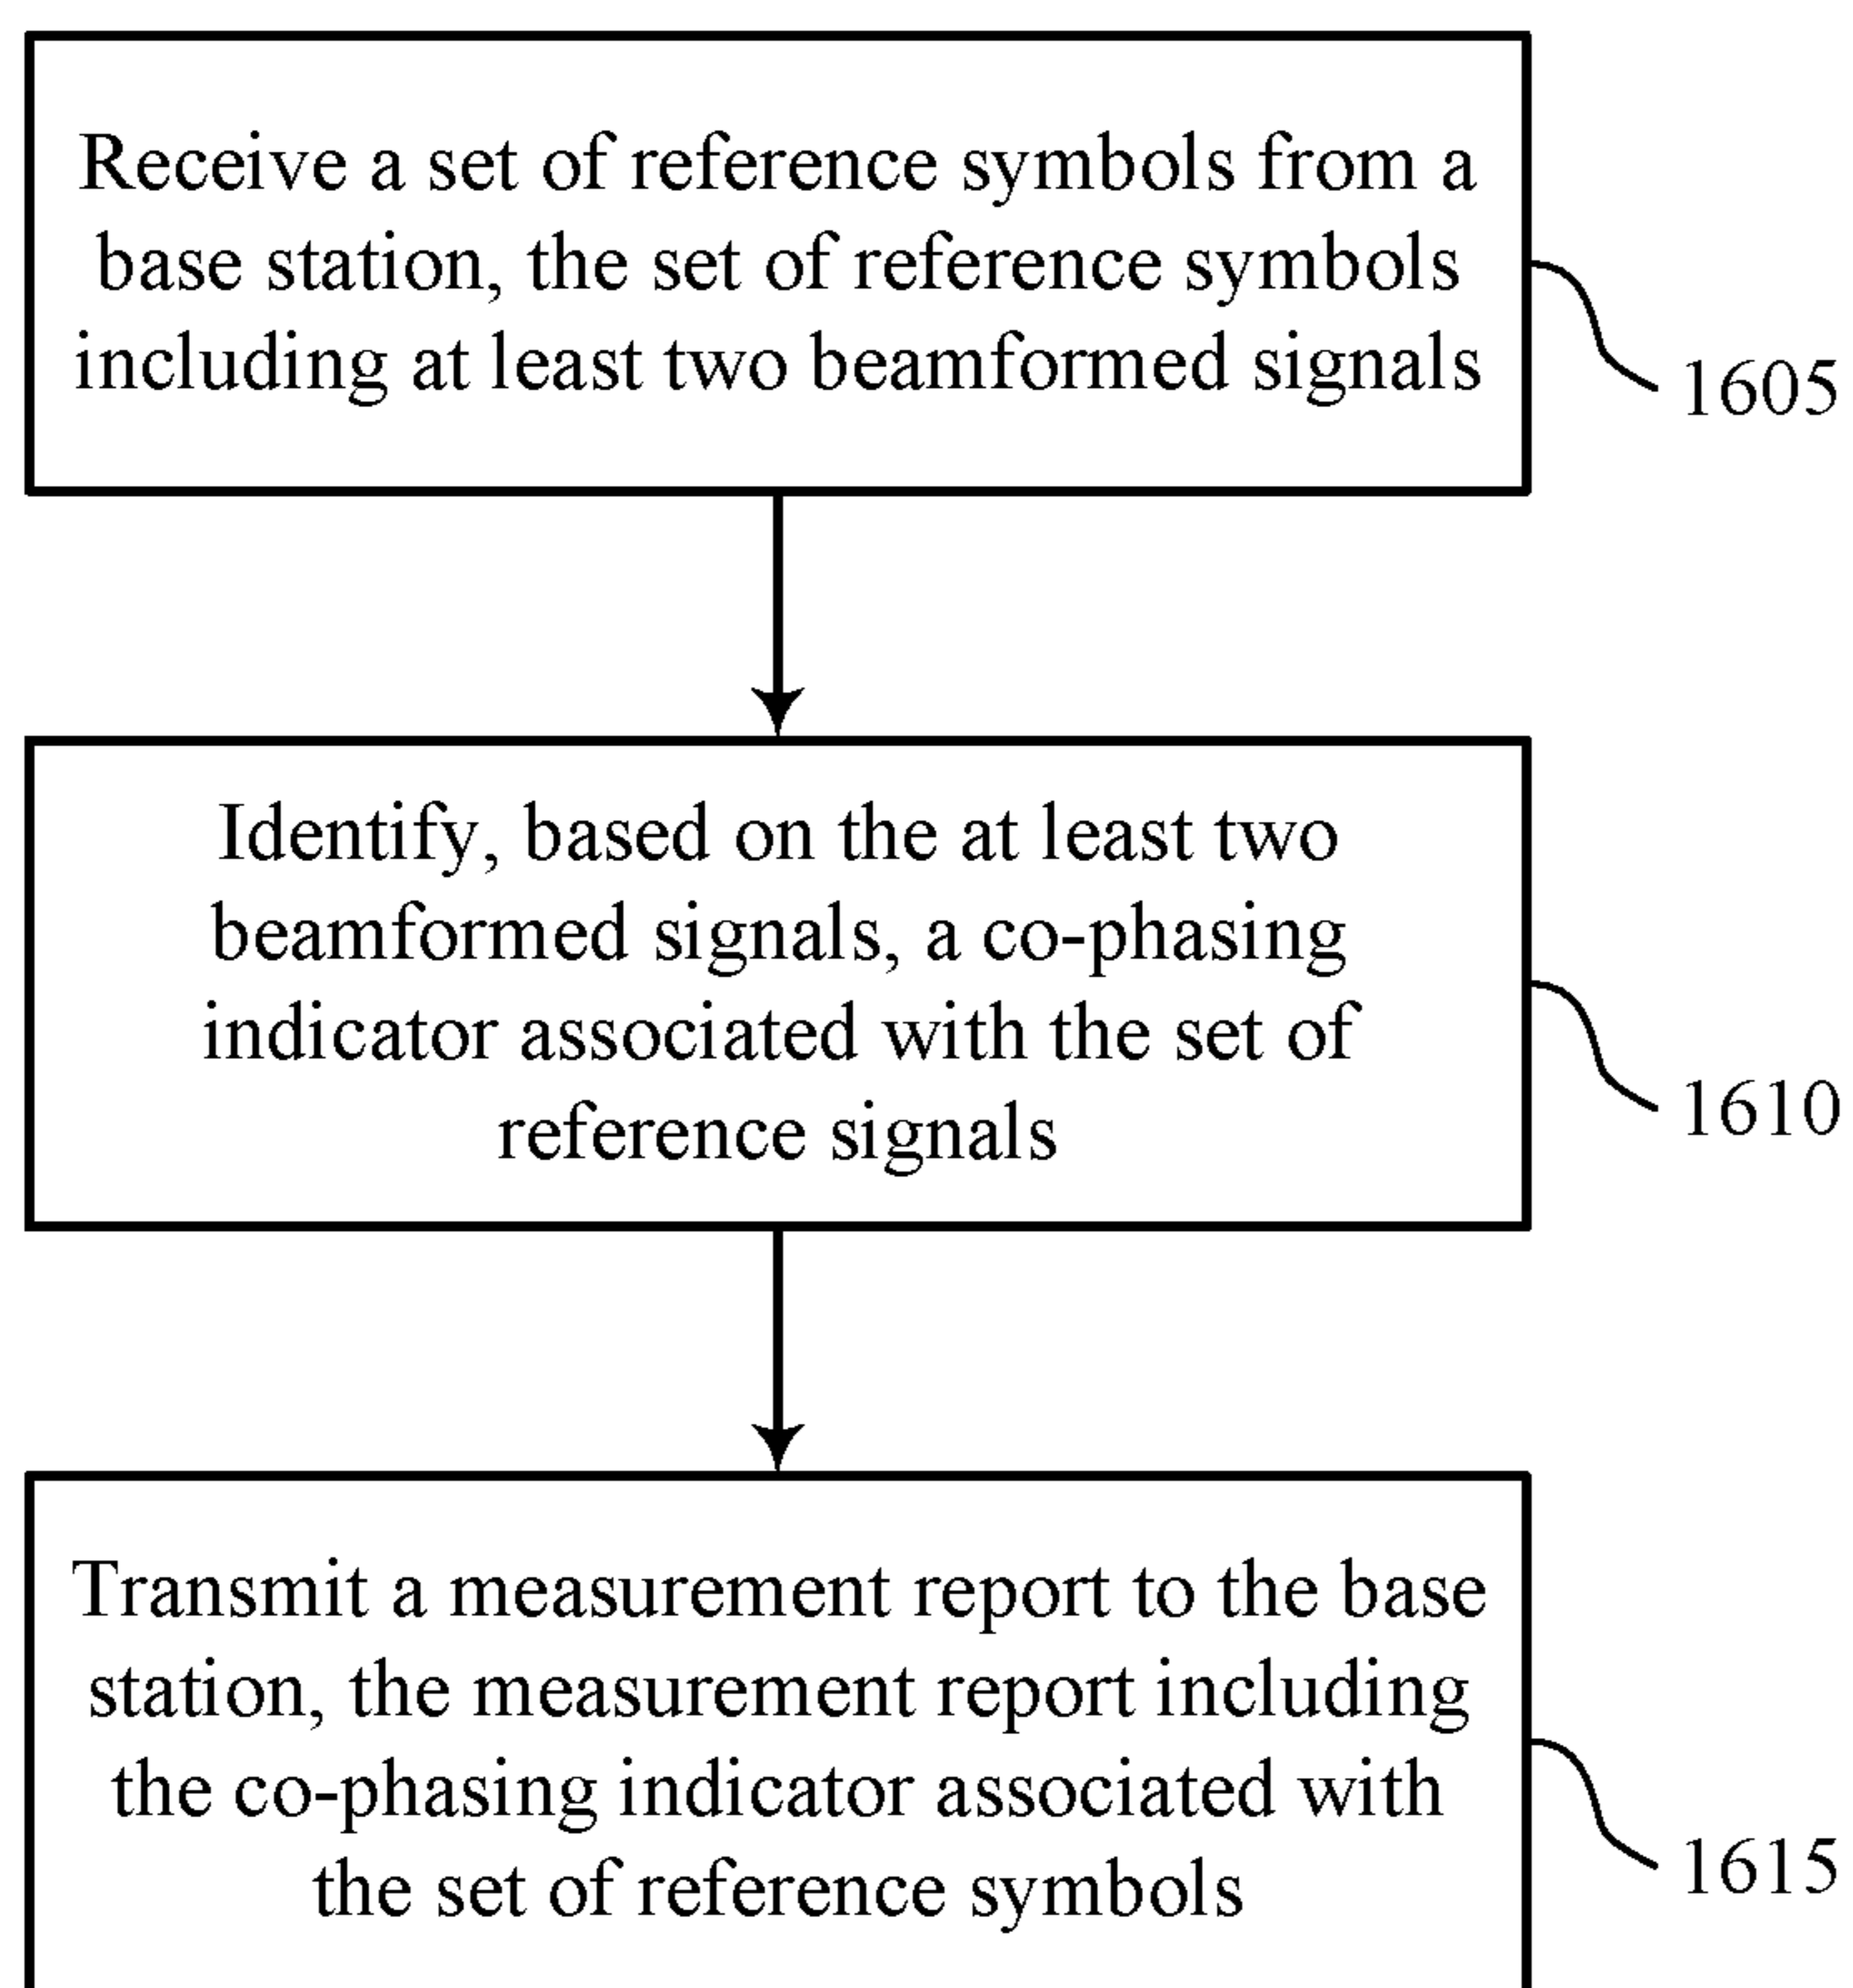 Receive a set of reference symbols from a
base station, the set of reference symbols
including at least two beamformed signals
1605
Identify, based on the at least two
beamformed signals, a co-phasing
indicator associated with the set of
reference signals
1610
Transmit a measurement report to the base
station, the measurement report including
the co-phasing indicator associated with
the set of reference symbols
1615